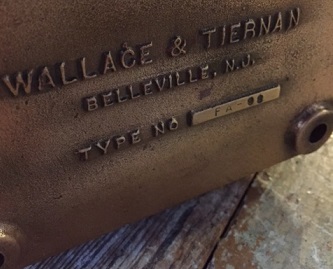 WALLACE & TIERNAN
BELLEVILLE, N.J.
TYPE NO